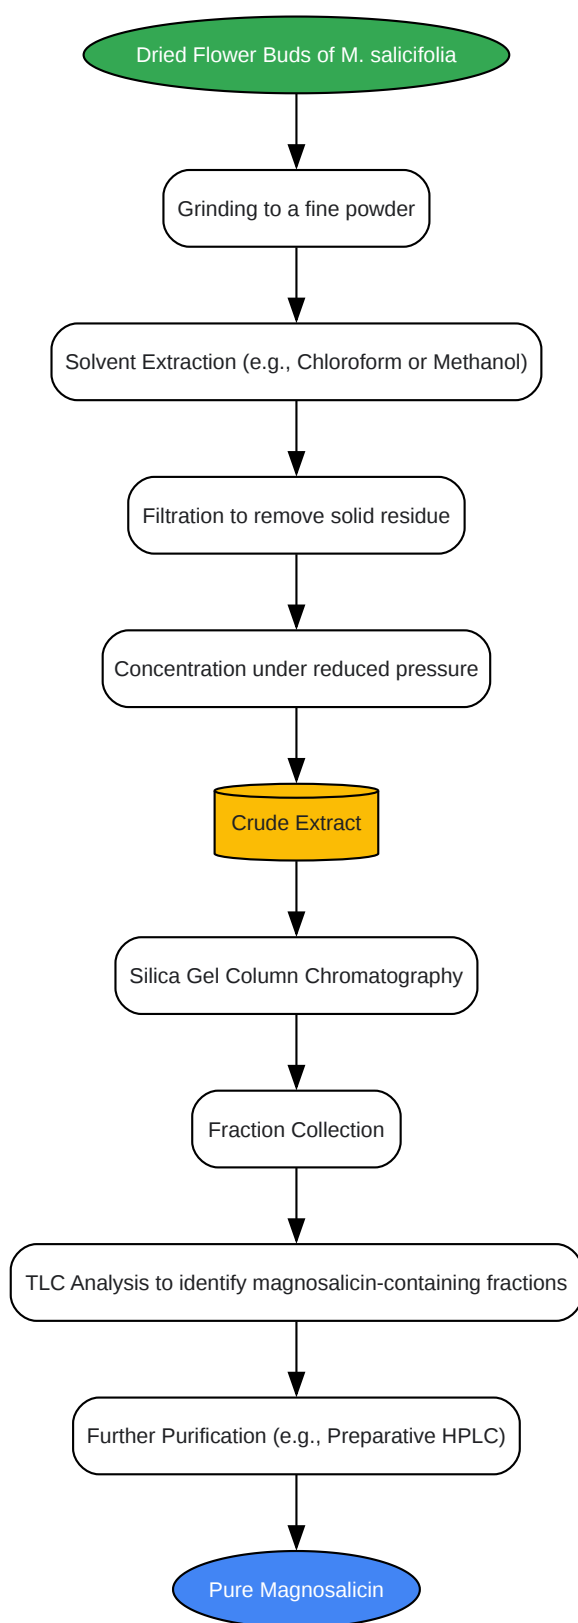 Dried Flower Buds of M. salicifolia
Grinding to a fine powder
Solvent Extraction (e.g., Chloroform or Methanol)
Filtration to remove solid residue
Concentration under reduced pressure
Crude Extract
Silica Gel Column Chromatography
Fraction Collection
TLC Analysis to identify magnosalicin-containing fractions
Further Purification (e.g., Preparative HPLC)
Pure Magnosalicin